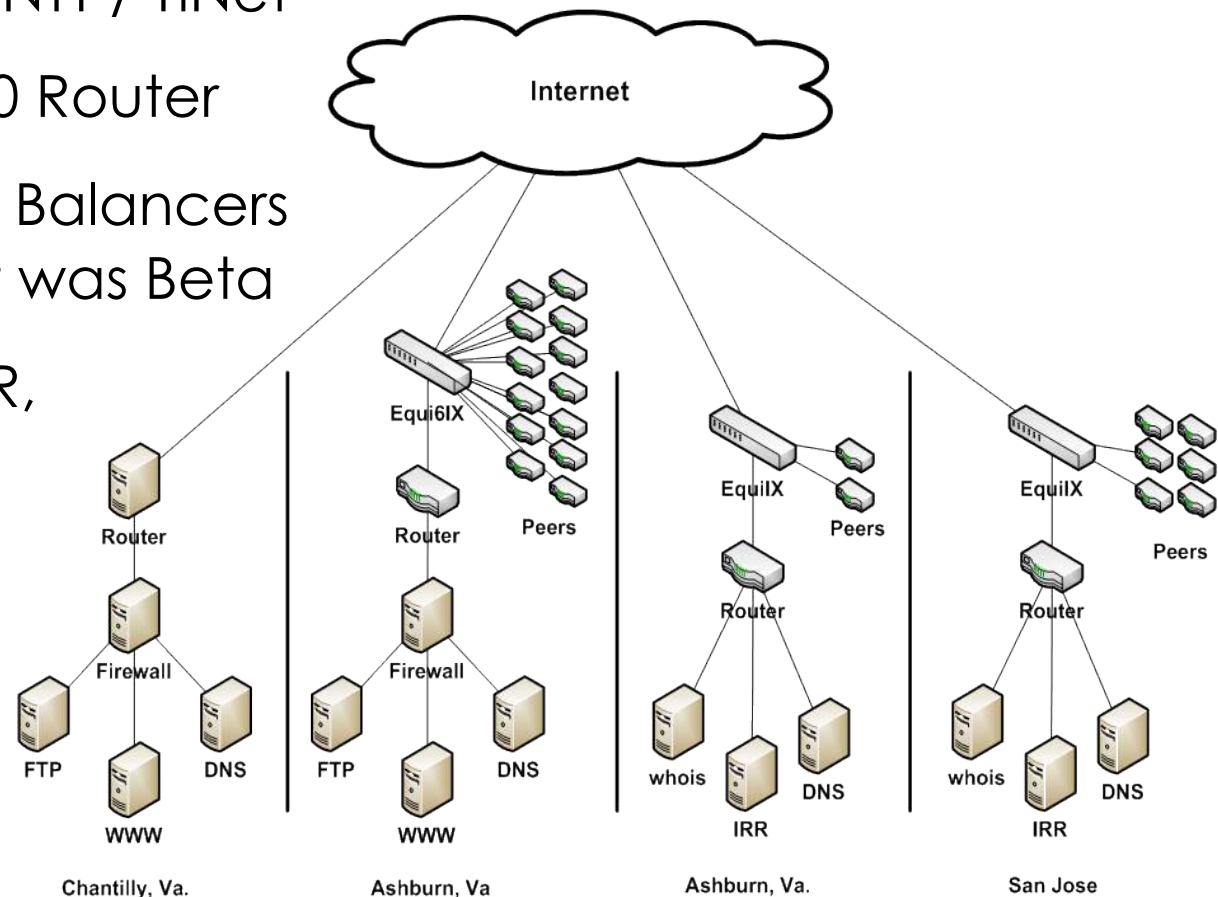 0 Router
Balancers
was Beta
R,
Internet
Equi6IX
Router
Peers
Router
Firewall
Firewall
FTP
DNS
WWW
FTP
DNS
WWW
EquiIX
Peers
Router
whois
IRR
DNS
EquiIX
Peers
Router
whois
IRR
DNS
Chantilly, Va.
Ashburn, Va
Ashburn, Va.
San Jose